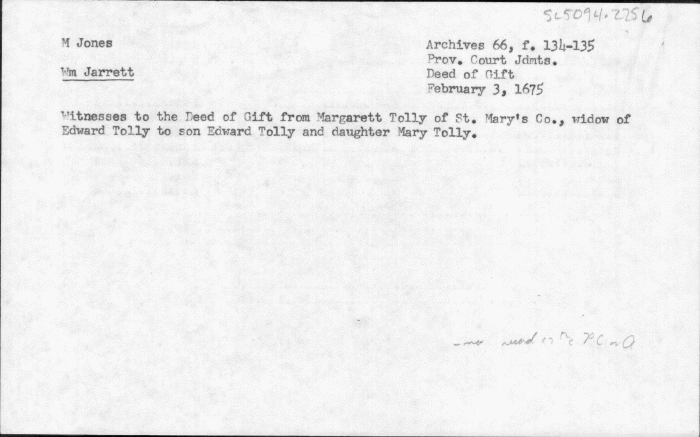 SC5094.2256
M Jones
Wm Jarrett
Archives 66, f. 134-135
Prov. Court Jdmts.
Deed of Gift
February 3, 1675
Witnesses to the Deed of Gift from Margarett Tolly of St. Mary's Co., widow of
Edward Tolly to son Edward Tolly and daughter Mary Tolly.